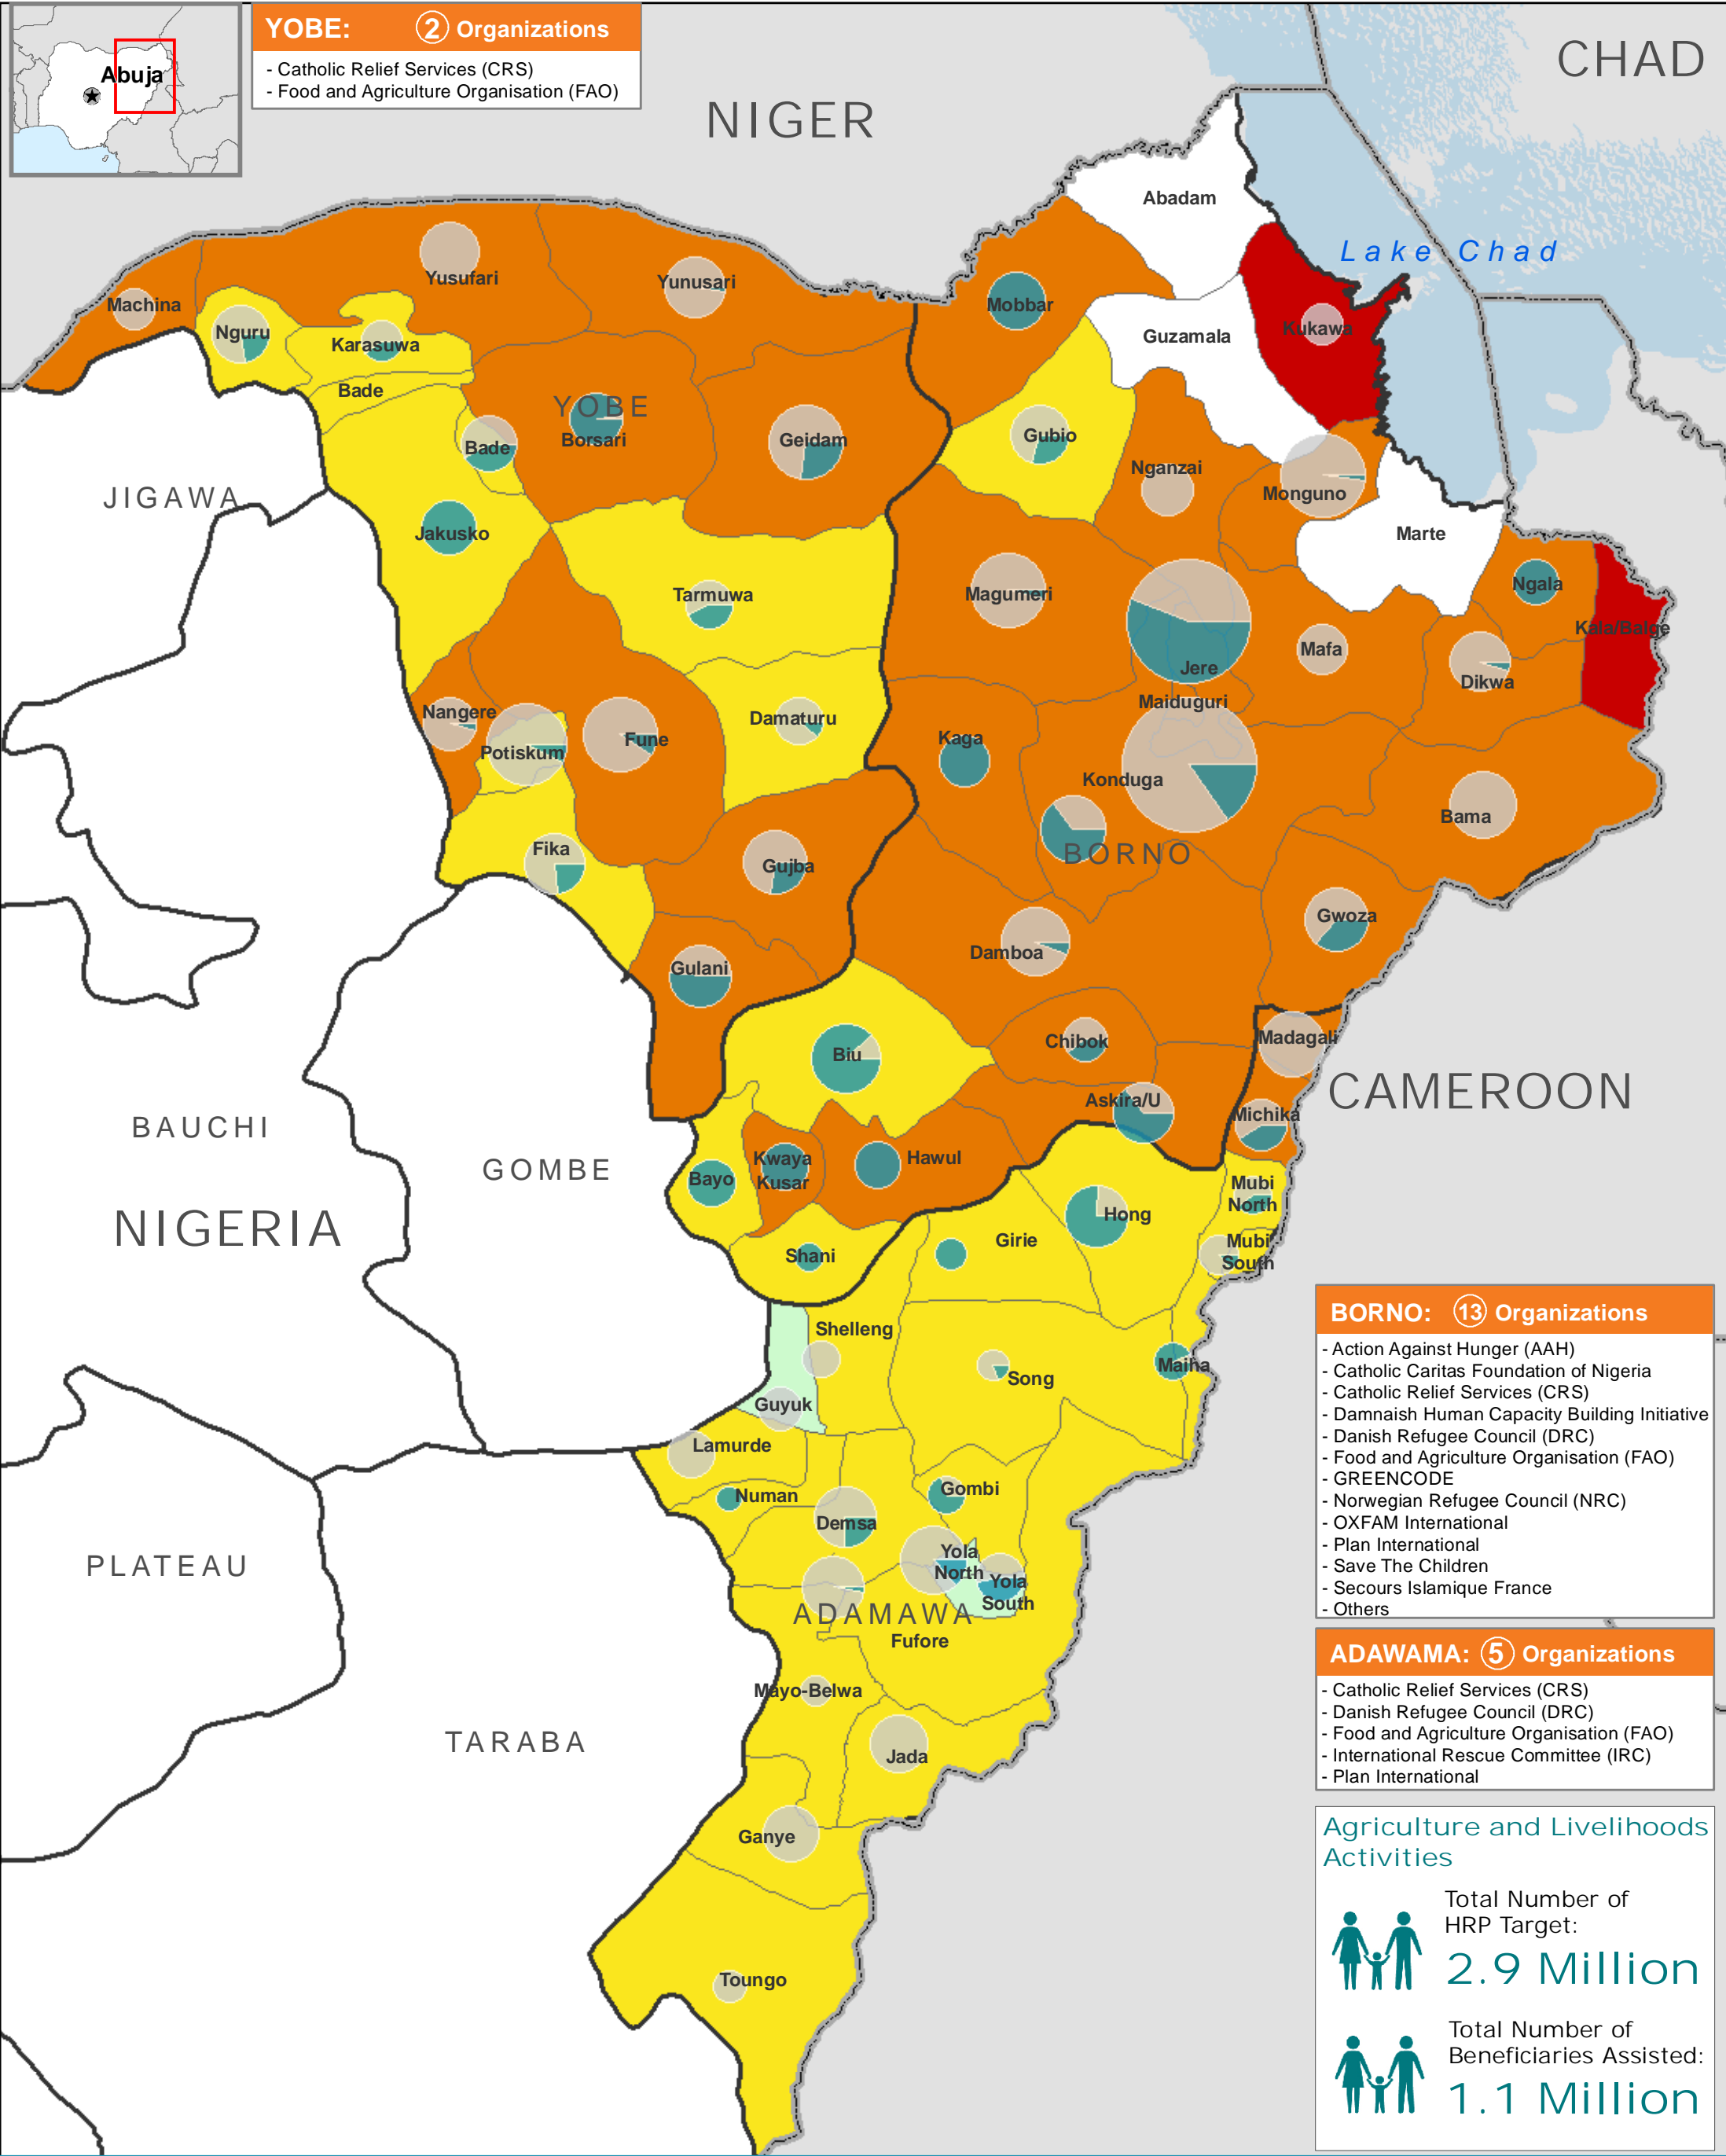 Abuja
YOBE: 2 Organizations
- Catholic Relief Services (CRS)
- Food and Agriculture Organisation (FAO)
CHAD
NIGER
Abadam
Lake Chad
Yusufari
Yunusari
Machina
Mobbar
Kukawa
Nguru
Karasuwa
Guzamala
Bade
YOBE
Borsari
Geidam
Gubio
Bade
Nganzai
Monguno
JIGAWA
Jakusko
Marte
Tarmuwa
Magumeri
Ngala
Kala/Balge
Mafa
Jere
Dikwa
Maiduguri
Nangere
Damaturu
Potiskum
Fune
Kaga
Konduga
Bama
Fika
Gujba
BORNO
Gwoza
Damboa
Gulani
Madagali
Chibok
Biu
CAMEROON
Askira/U
Michika
BAUCHI
GOMBE
Kwaya
Kusar
Hawul
Bayo
Mubi
North
NIGERIA
Hong
Girie
Mubi
South
Shani
Shelleng
Maiha
Song
Guyuk
Lamurde
Numan
Gombi
Demsa
Yola
North
Yola
South
PLATEAU
ADAMAWA
Fufore
Mayo-Belwa
TARABA
Jada
Ganye
Toungo
BORNO: 13 Organizations
- Action Against Hunger (AAH)
- Catholic Caritas Foundation of Nigeria
- Catholic Relief Services (CRS)
- Damnaish Human Capacity Building Initiative
- Danish Refugee Council (DRC)
- Food and Agriculture Organisation (FAO)
- GREENCODE
- Norwegian Refugee Council (NRC)
- OXFAM International
- Plan International
- Save The Children
- Secours Islamique France
- Others
ADAWAMA: 5 Organizations
- Catholic Relief Services (CRS)
- Danish Refugee Council (DRC)
- Food and Agriculture Organisation (FAO)
- International Rescue Committee (IRC)
- Plan International
Agriculture and Livelihoods
Activities
Total Number of
HRP Target:
2.9 Million
Total Number of
Beneficiaries Assisted:
1.1 Million